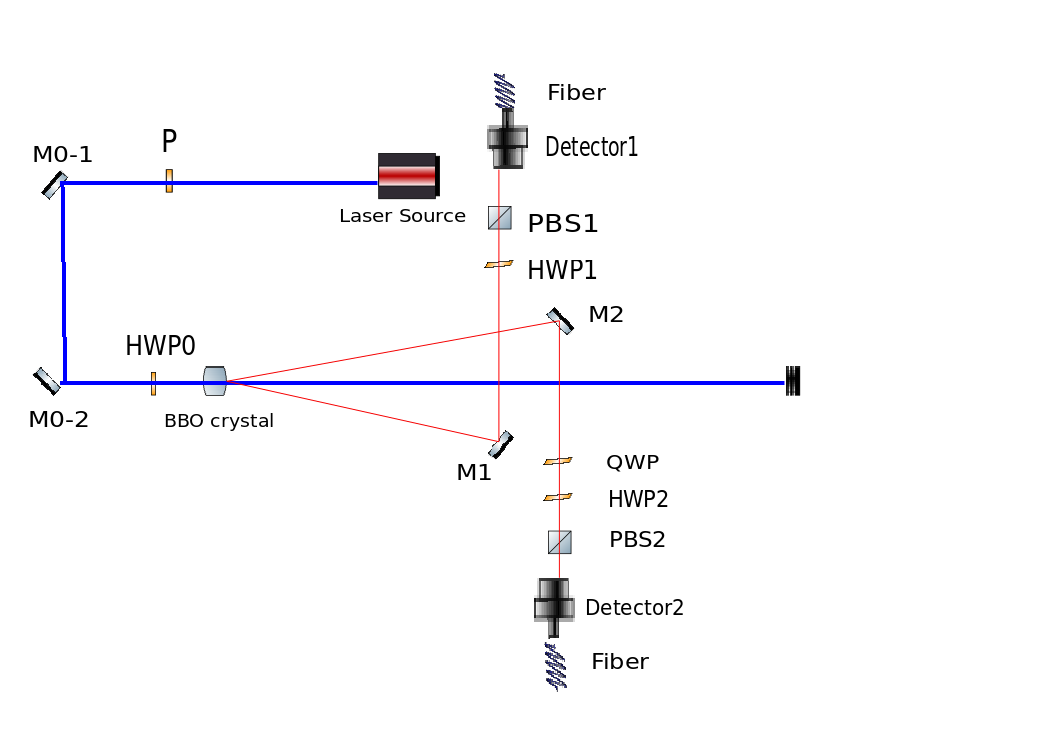 Fiber
P
Detector1
M0-1
Laser Source
PBS1
HWP1
M2
HWP0
M0-2
BBO crystal
M1
QWP
HWP2
PBS2
Detector2
Fiber